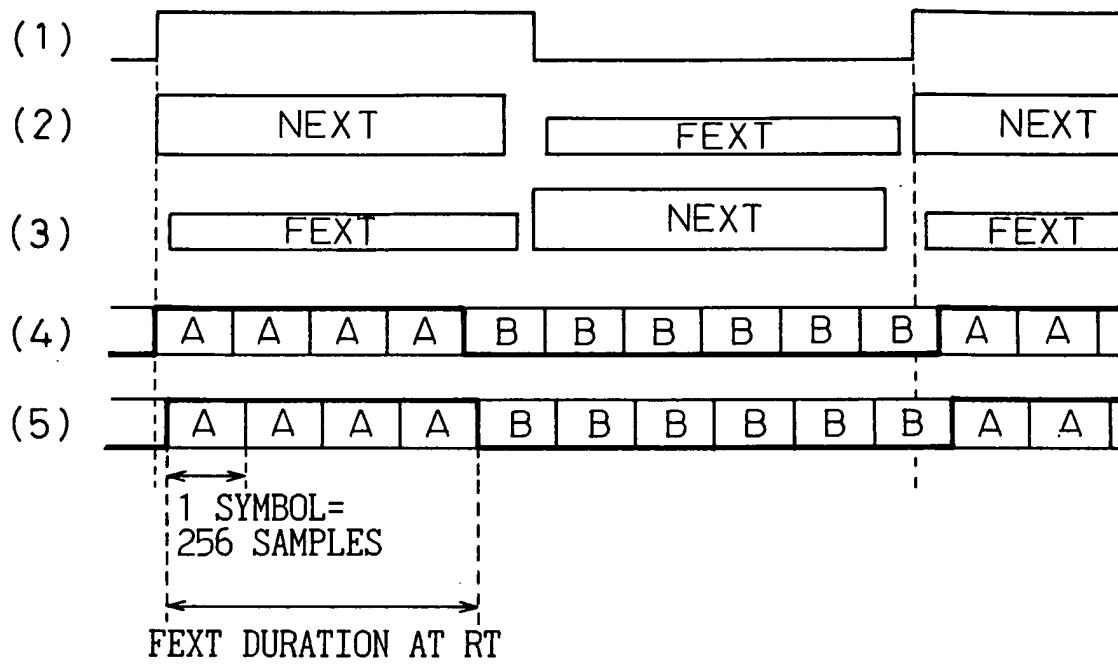 (1)
(2) NEXT FEXT NEXT
(3) FEXT NEXT FEXT
(4) A A A A B B B B B B A A
(5) A A A A B B B B B B A A
1 SYMBOL=
256 SAMPLES
FEXT DURATION AT RT